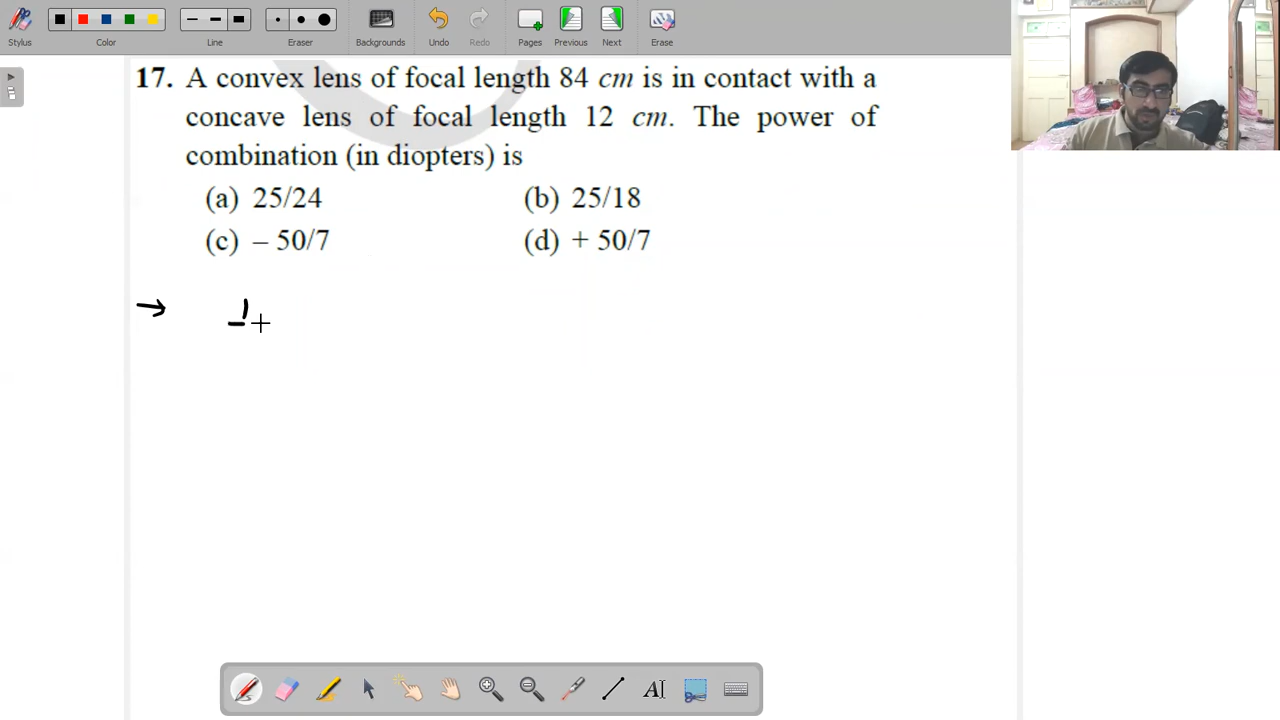 Stylus
Color
Line
Eraser
Backgrounds
Undo
Redo
Pages
Previous
Next
Erase
17. A convex lens of focal length 84 cm is in contact with a
concave lens of focal length 12 cm. The power of
combination (in diopters) is
(a) 25/24 (b) 25/18
(c) – 50/7 (d) + 50/7
→ 1
AI